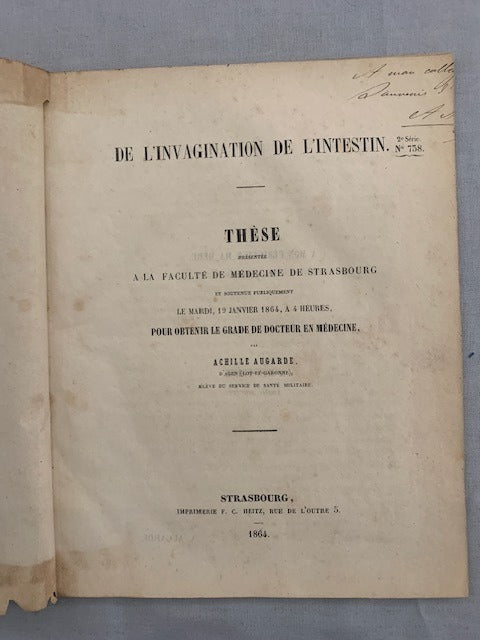 A mon
Souvenir
DE L'INVAGINATION DE L'INTESTIN.
2e Série.
No 738.
THÈSE
PRÉSENTÉE
A LA FACULTÉ DE MÉDECINE DE STRASBOURG
ET SOUTENUE PUBLIQUEMENT
LE MARDI, 19 JANVIER 1864, A 4 HEURES,
POUR OBTENIR LE GRADE DE DOCTEUR EN MÉDECINE,
PAR
ACHILLE AUGARDE,
D'AGEN (LOT-ET-GARONNE),
ÉLÈVE DU SERVICE DE SANTÉ MILITAIRE.
STRASBOURG,
IMPRIMERIE F. C. HEITZ, RUE DE L'OUTRE 5.
1864.